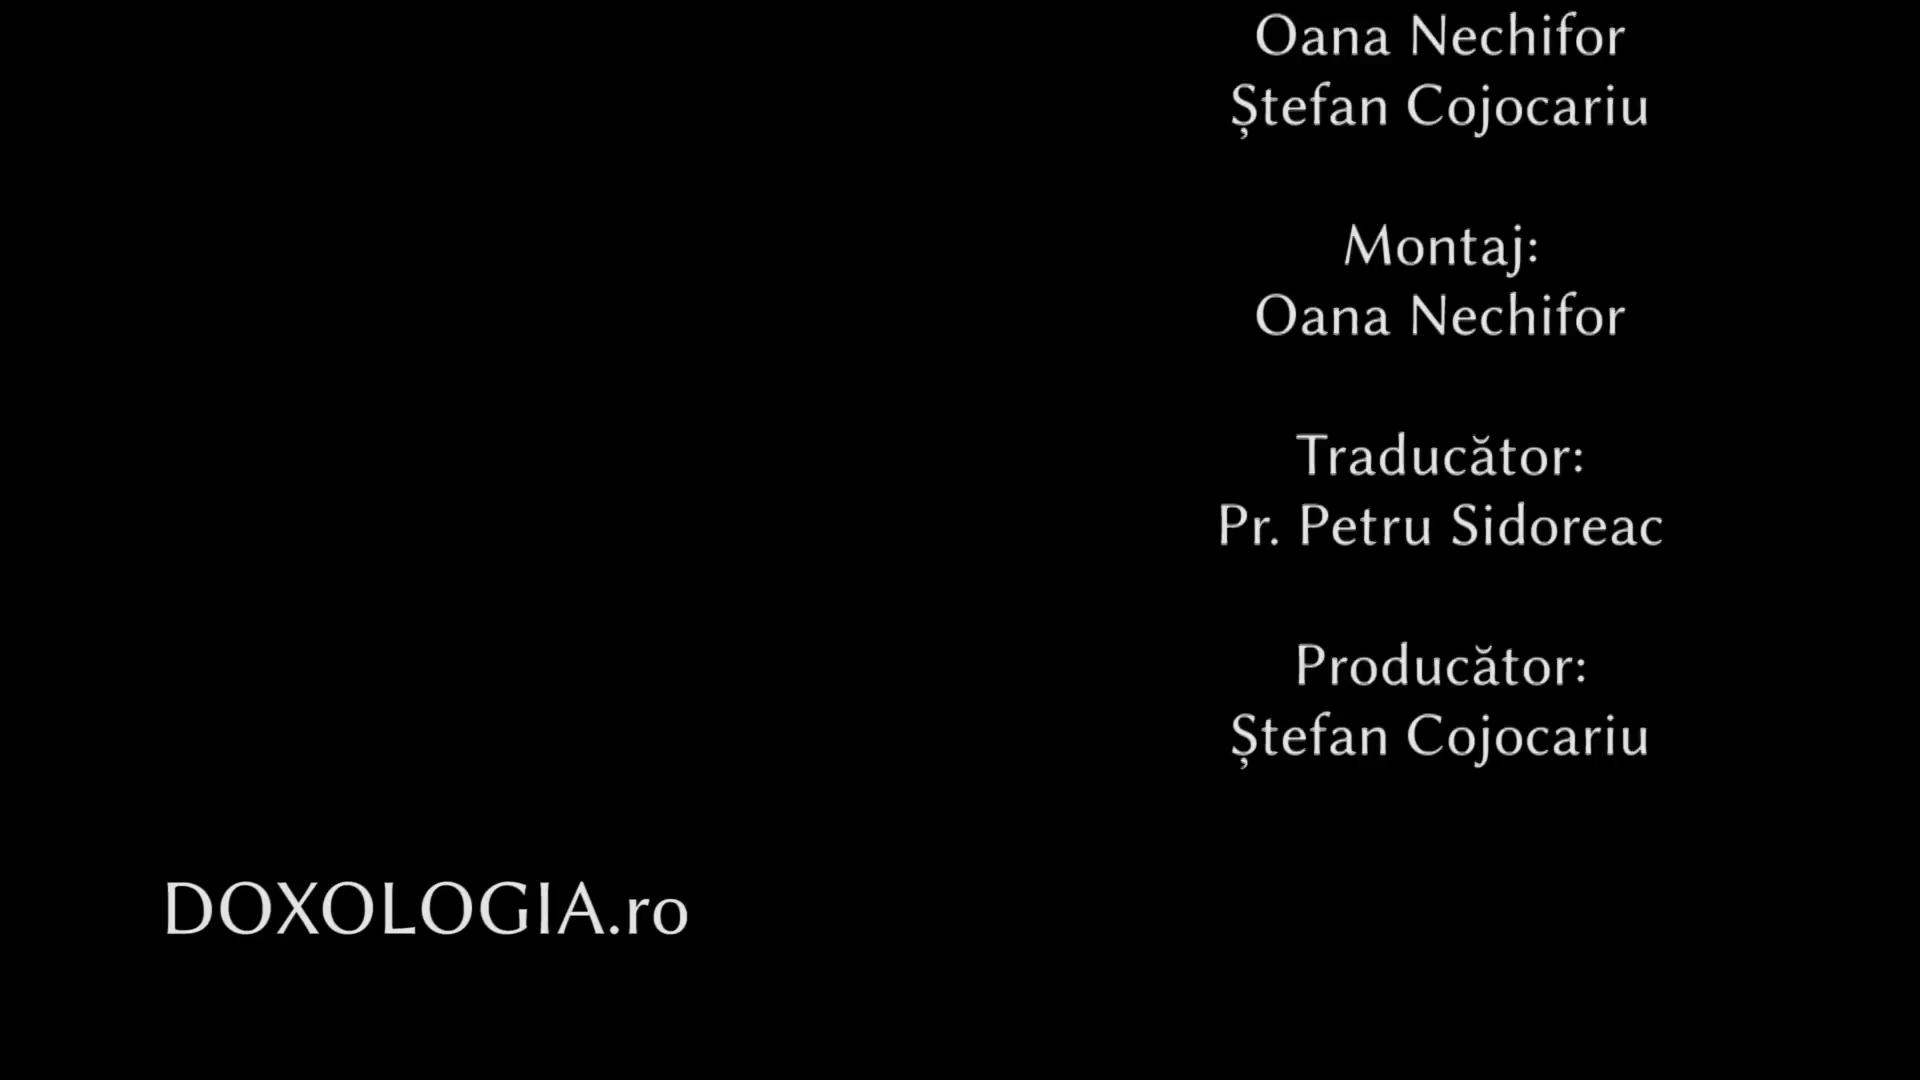 Oana Nechifor
Ștefan Cojocariu
Montaj:
Oana Nechifor
Traducător:
Pr. Petru Sidoreac
Producător:
Ștefan Cojocariu
DOXOLOGIA.ro